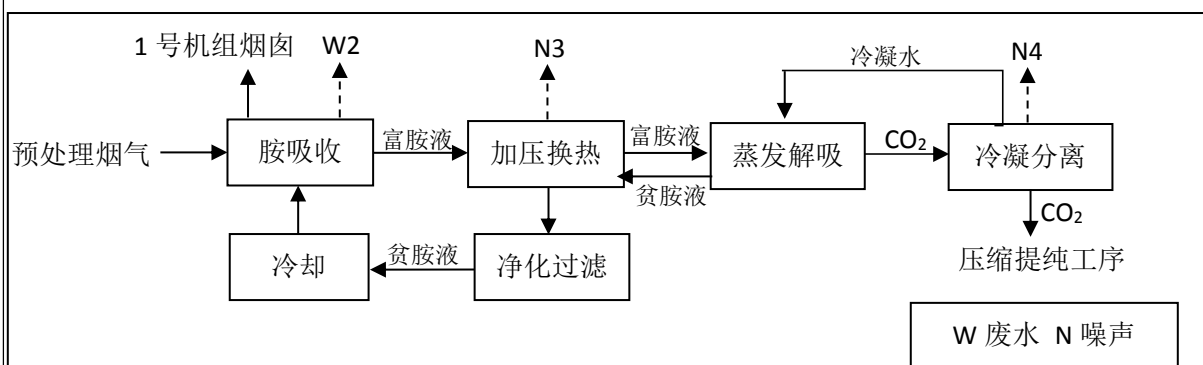 1 号机组烟囱
W2
N3
冷凝水
N4
预处理烟气
胺吸收
富胺液
加压换热
富胺液
贫胺液
蒸发解吸
CO₂
冷凝分离
CO₂
冷却
贫胺液
净化过滤
压缩提纯工序
W 废水 N 噪声